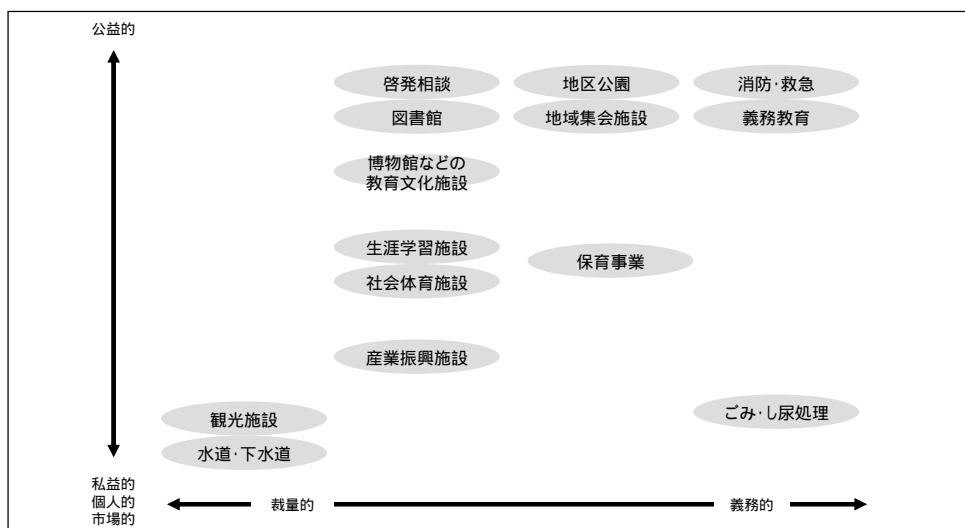 公益的
啓発相談
地区公園
消防･救急
図書館
地域集会施設
義務教育
博物館などの
教育文化施設
生涯学習施設
保育事業
社会体育施設
産業振興施設
観光施設
ごみ･し尿処理
水道･下水道
私益的
個人的
市場的
裁量的
義務的